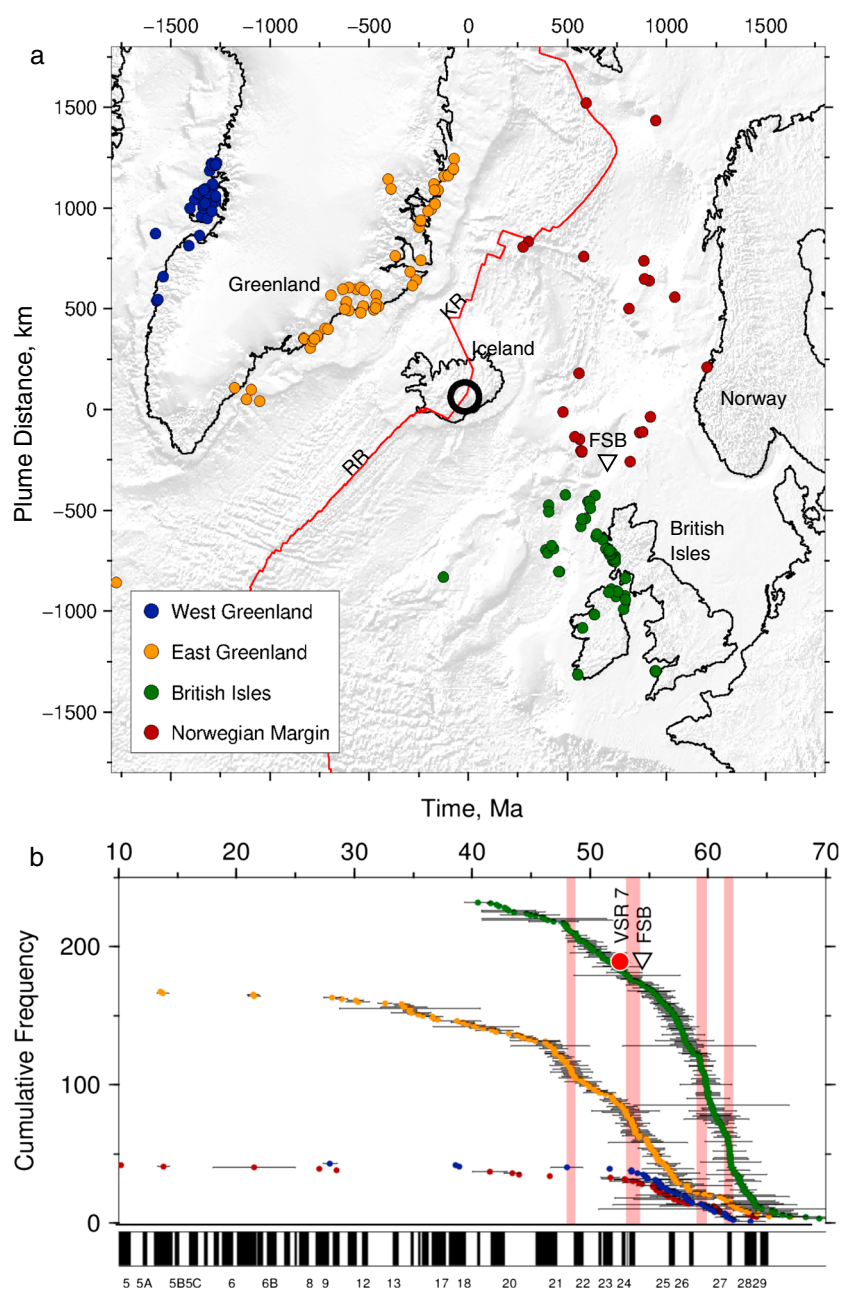 a
−1500 −1000 −500 0 500 1000 1500
Plume Distance, km
1500
1000
500
0
−500
−1000
−1500
Greenland
KR
Iceland
Norway
RR
FSB
British
Isles
West Greenland
East Greenland
British Isles
Norwegian Margin
Time, Ma
b
10 20 30 40 50 60 70
Cumulative Frequency
200
100
0
VSR 7
FSB
5 5A 5B 5C 6 6B 8 9 12 13 17 18 20 21 22 23 24 25 26 27 28 29